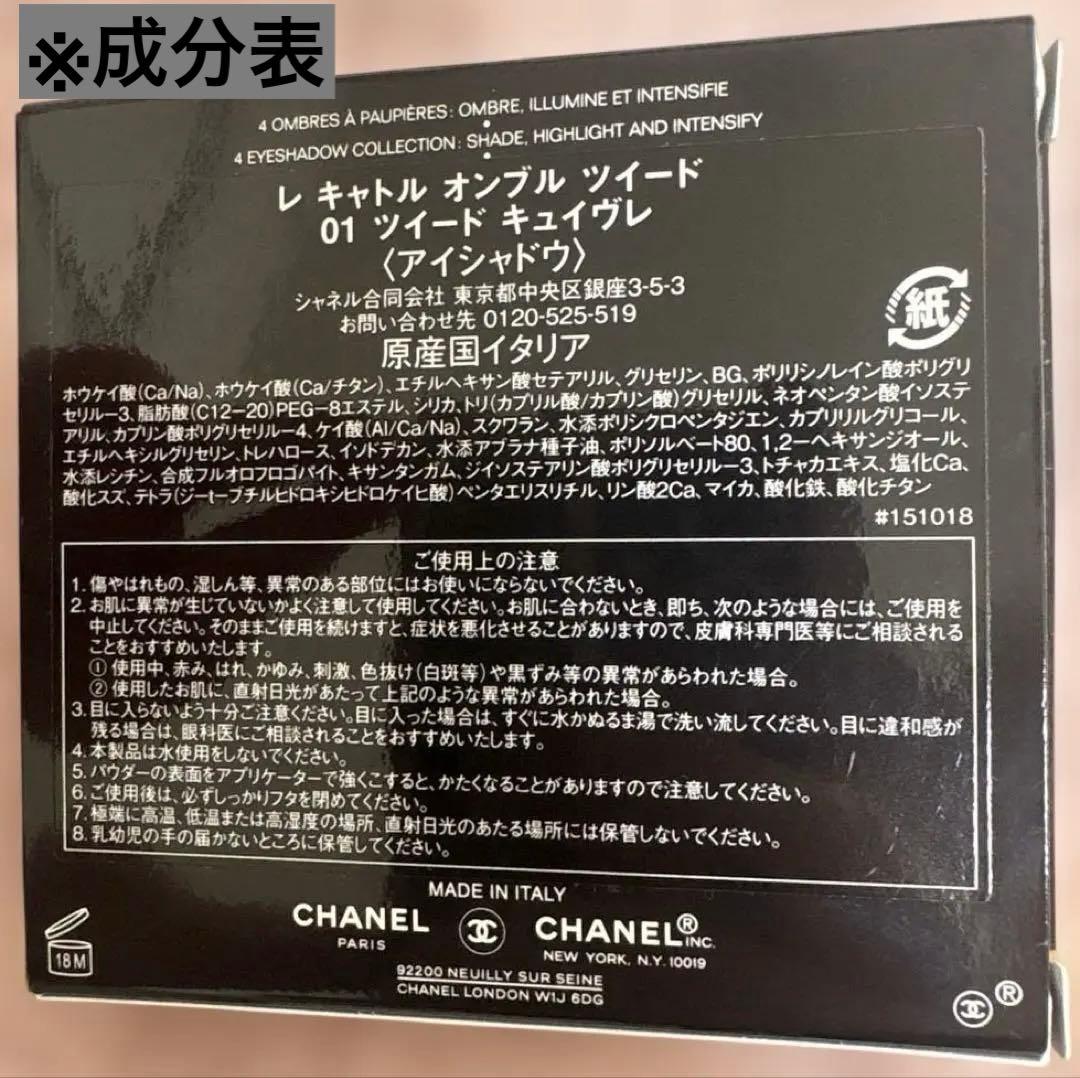 ※成分表
4 OMBRES À PAUPIÈRES: OMBRE, ILLUMINE ET INTENSIFIE
4 EYESHADOW COLLECTION: SHADE, HIGHLIGHT AND INTENSIFY
レ キャトル オンブル ツイード
01 ツイード キュイヴレ
〈アイシャドウ〉
シャネル合同会社 東京都中央区銀座3-5-3
お問い合わせ先 0120-525-519
原産国イタリア
紙
ホウケイ酸(Ca/Na)、ホウケイ酸(Ca/チタン)、エチルヘキサン酸セテアリル、グリセリン、BG、ポリリシノレイン酸ポリグリ
セリル-3、脂肪酸(C12-20)PEG-8エステル、シリカ、トリ(カプリル酸/カプリン酸)グリセリル、ネオペンタン酸イソステ
アリル、カプリン酸ポリグリセリル-4、ケイ酸(Al/Ca/Na)、スクワラン、水添ポリシクロペンタジエン、カプリリルグリコール、
エチルヘキシルグリセリン、トレハロース、イソドデカン、水添アブラナ種子油、ポリソルベート80、1,2-ヘキサンジオール、
水添レシチン、合成フルオロフロゴパイト、キサンタンガム、ジイソステアリン酸ポリグリセリル-3、トチャカエキス、塩化Ca、
酸化スズ、テトラ(ジ-t-ブチルヒドロキシヒドロケイヒ酸)ペンタエリスリチル、リン酸2Ca、マイカ、酸化鉄、酸化チタン
#151018
ご使用上の注意
1. 傷やはれもの、湿しん等、異常のある部位にはお使いにならないでください。
2. お肌に異常が生じていないかよく注意して使用してください。お肌に合わないとき、即ち、次のような場合には、ご使用を
中止してください。そのままご使用を続けますと、症状を悪化させることがありますので、皮膚科専門医等にご相談される
ことをおすすめいたします。
① 使用中、赤み、はれ、かゆみ、刺激、色抜け(白斑等)や黒ずみ等の異常があらわれた場合。
② 使用したお肌に、直射日光があたって上記のような異常があらわれた場合。
3. 目に入らないよう十分ご注意ください。目に入った場合は、すぐに水かぬるま湯で洗い流してください。目に違和感が
残る場合は、眼科医にご相談されることをおすすめいたします。
4. 本製品は水使用をしないでください。
5. パウダーの表面をアプリケーターで強くこすると、かたくなることがありますので注意してください。
6. ご使用後は、必ずしっかりフタを閉めてください。
7. 極端に高温、低温または高湿度の場所、直射日光のあたる場所には保管しないでください。
8. 乳幼児の手の届かないところに保管してください。
MADE IN ITALY
CHANEL CHANEL® INC.
PARIS NEW YORK, N.Y. 10019
92200 NEUILLY SUR SEINE
CHANEL LONDON W1J 6DG
18M
®